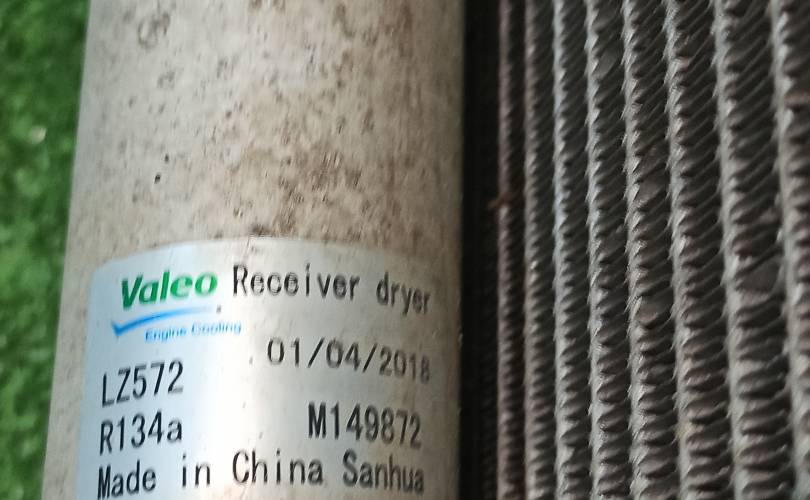 Valeo Receiver dryer
Engine Cooling
01/04/2018
LZ572
R134a M149872
Made in China Sanhua